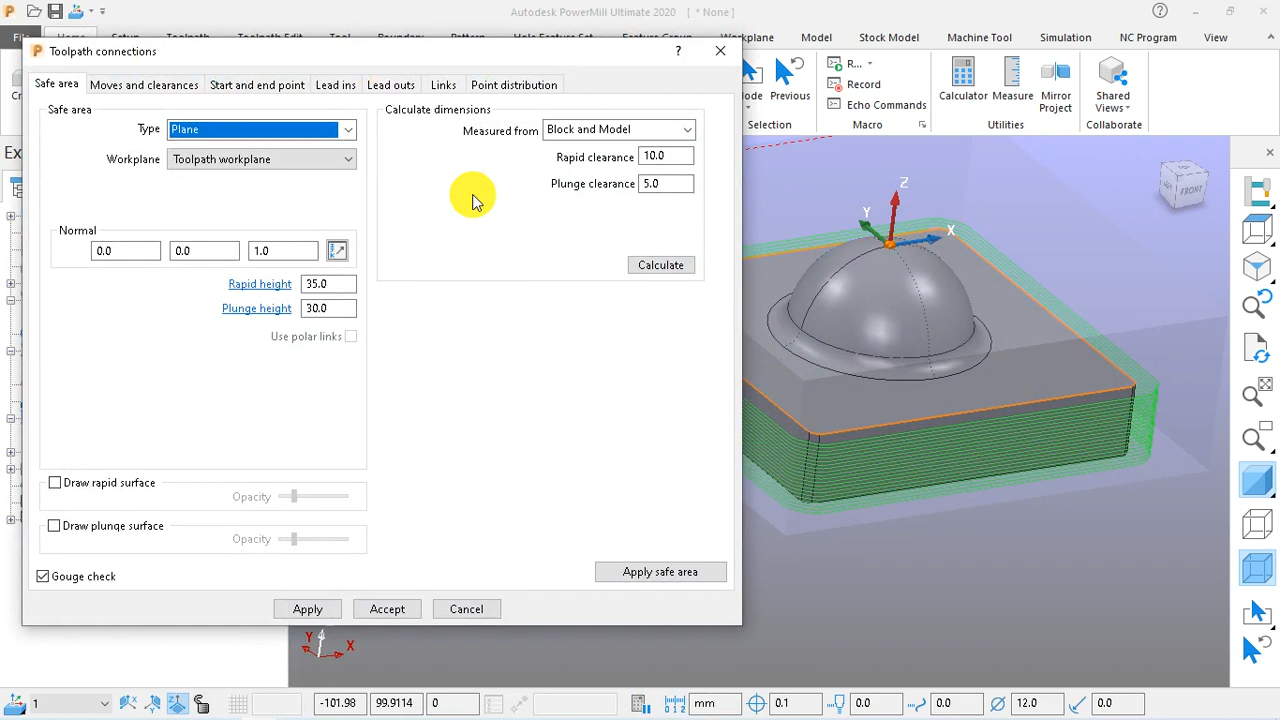 Autodesk PowerMill Ultimate 2020 [ * None ]
Toolpath connections
Workplane Model Stock Model Machine Tool Simulation NC Program View
Safe area Moves and clearances Start and end point Lead ins Lead outs Links Point distribution
Safe area
Type Plane
Workplane Toolpath workplane
Normal
0.0 0.0 1.0
Rapid height 35.0
Plunge height 30.0
Use polar links
Draw rapid surface
Opacity
Draw plunge surface
Opacity
Gouge check
Calculate dimensions
Measured from Block and Model
Rapid clearance 10.0
Plunge clearance 5.0
Calculate
Apply safe area
Apply Accept Cancel
Previous
Selection
R...
Record
Echo Commands
Macro
Calculator Measure Mirror Project
Utilities
Shared Views
Collaborate
FRONT
Z
Y
X
Y
X
1 -101.98 99.9114 0 mm 0.1 0.0 0.0 12.0 0.0